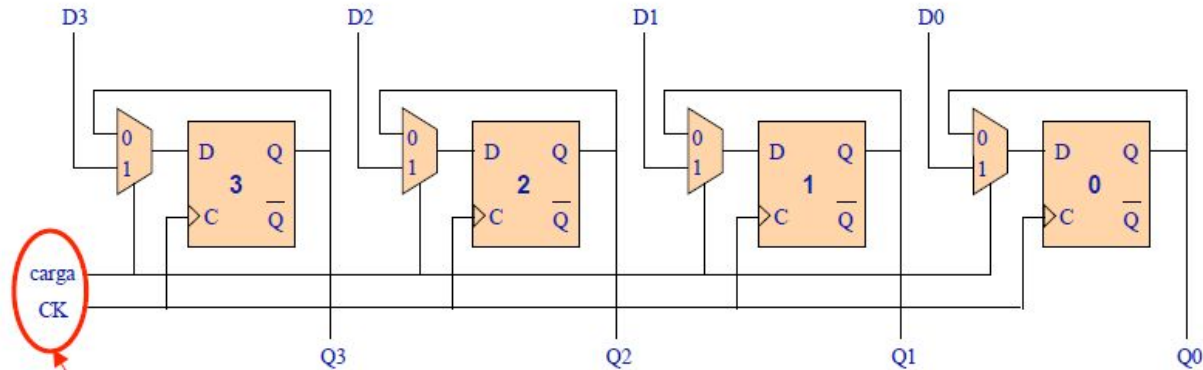 D3 D2 D1 D0
0 0 0 0
D Q D Q D Q D Q
1 1 1 1
3 2 1 0
C Q̅ C Q̅ C Q̅ C Q̅
carga
CK
Q3 Q2 Q1 Q0